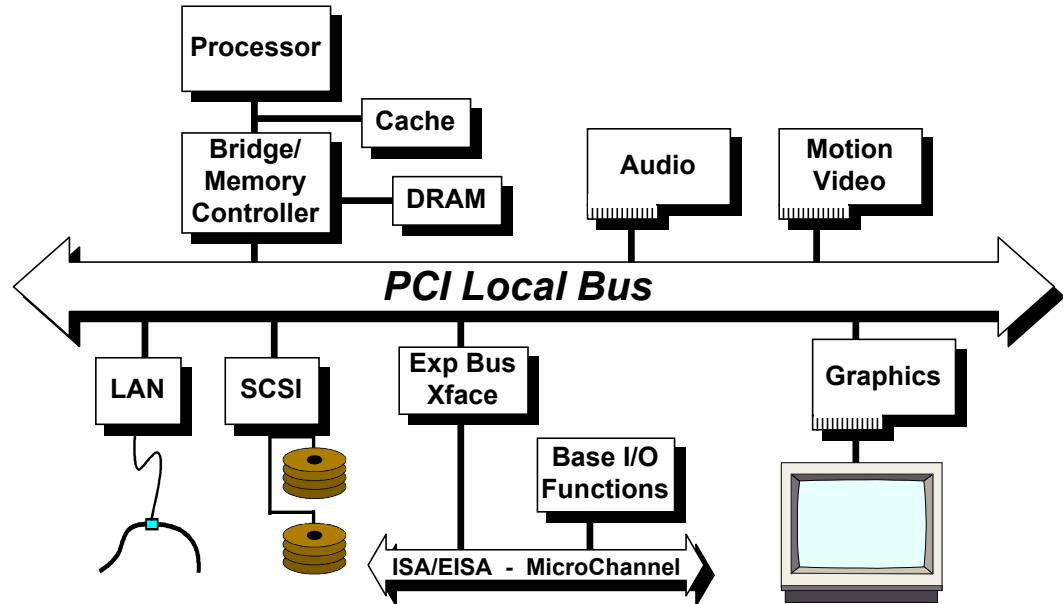 Processor
Cache
Bridge/
Memory
Controller
DRAM
Audio
Motion
Video
PCI Local Bus
LAN
SCSI
Exp Bus
Xface
Graphics
Base I/O
Functions
ISA/EISA - MicroChannel